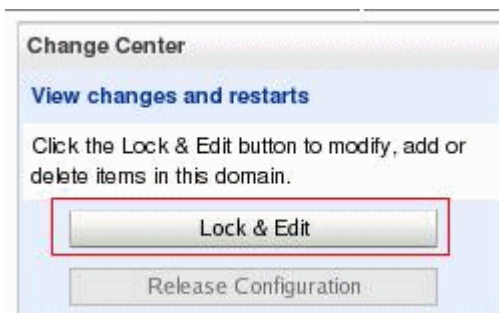 Change Center
View changes and restarts
Click the Lock & Edit button to modify, add or
delete items in this domain.
Lock & Edit
Release Configuration